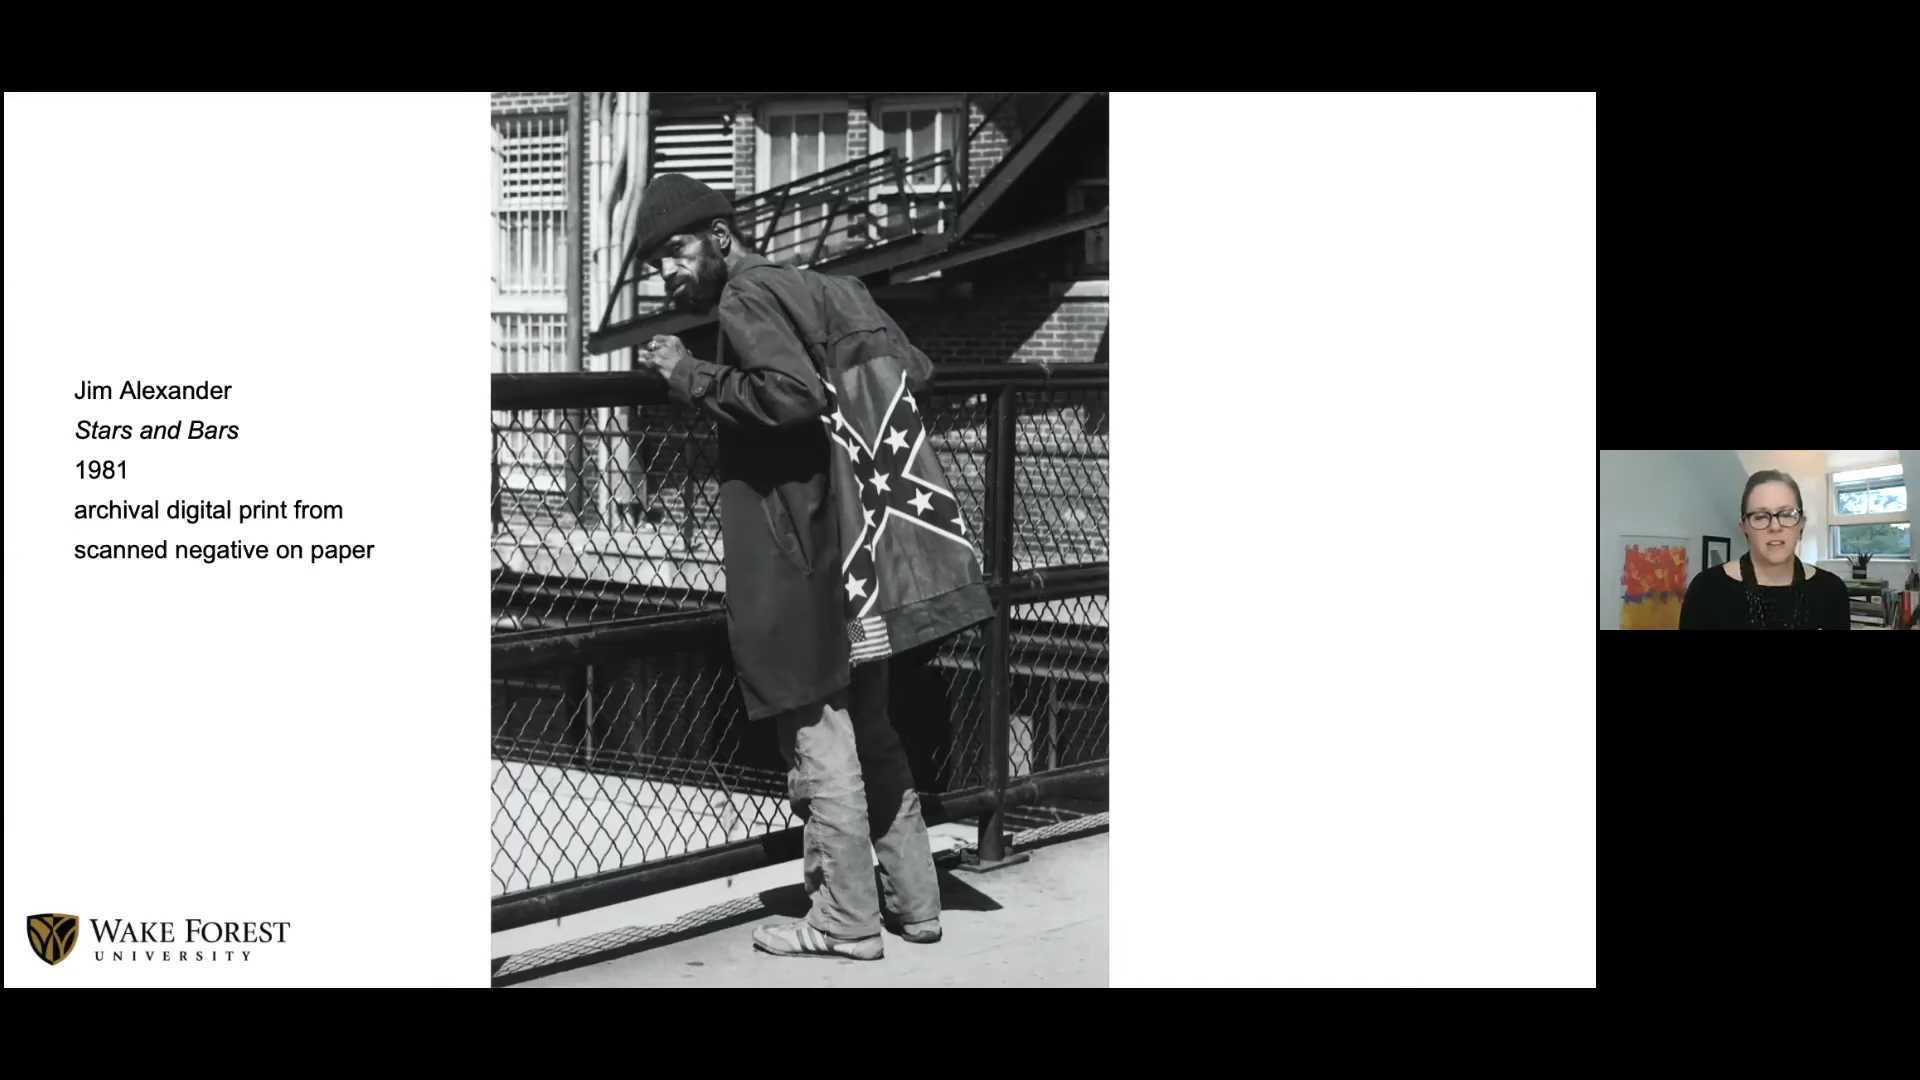 Jim Alexander
Stars and Bars
1981
archival digital print from
scanned negative on paper
WAKE FOREST
UNIVERSITY